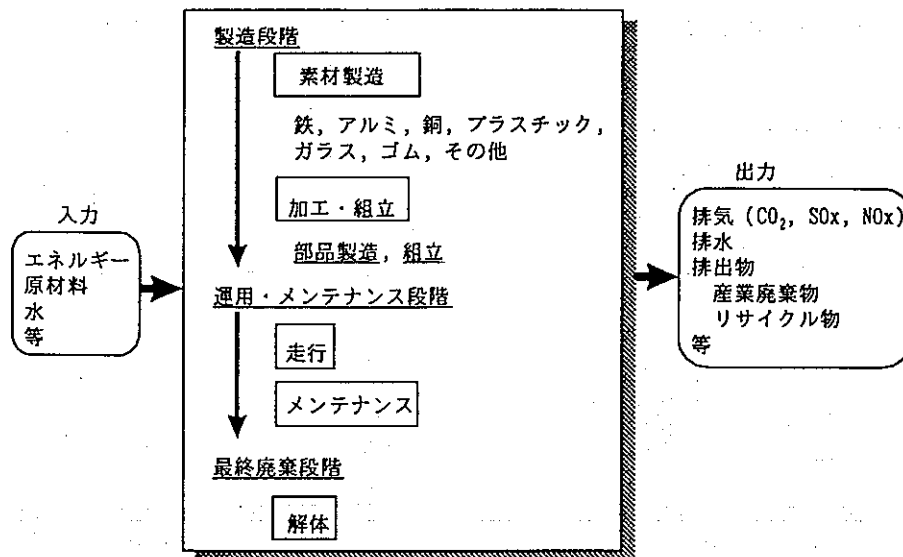 製造段階
素材製造
鉄, アルミ, 銅, プラスチック,
ガラス, ゴム, その他
加工・組立
部品製造, 組立
運用・メンテナンス段階
走行
メンテナンス
最終廃棄段階
解体
入力
エネルギー
原材料
水
等
出力
排気 (CO₂, SOx, NOx)
排水
排出物
産業廃棄物
リサイクル物
等